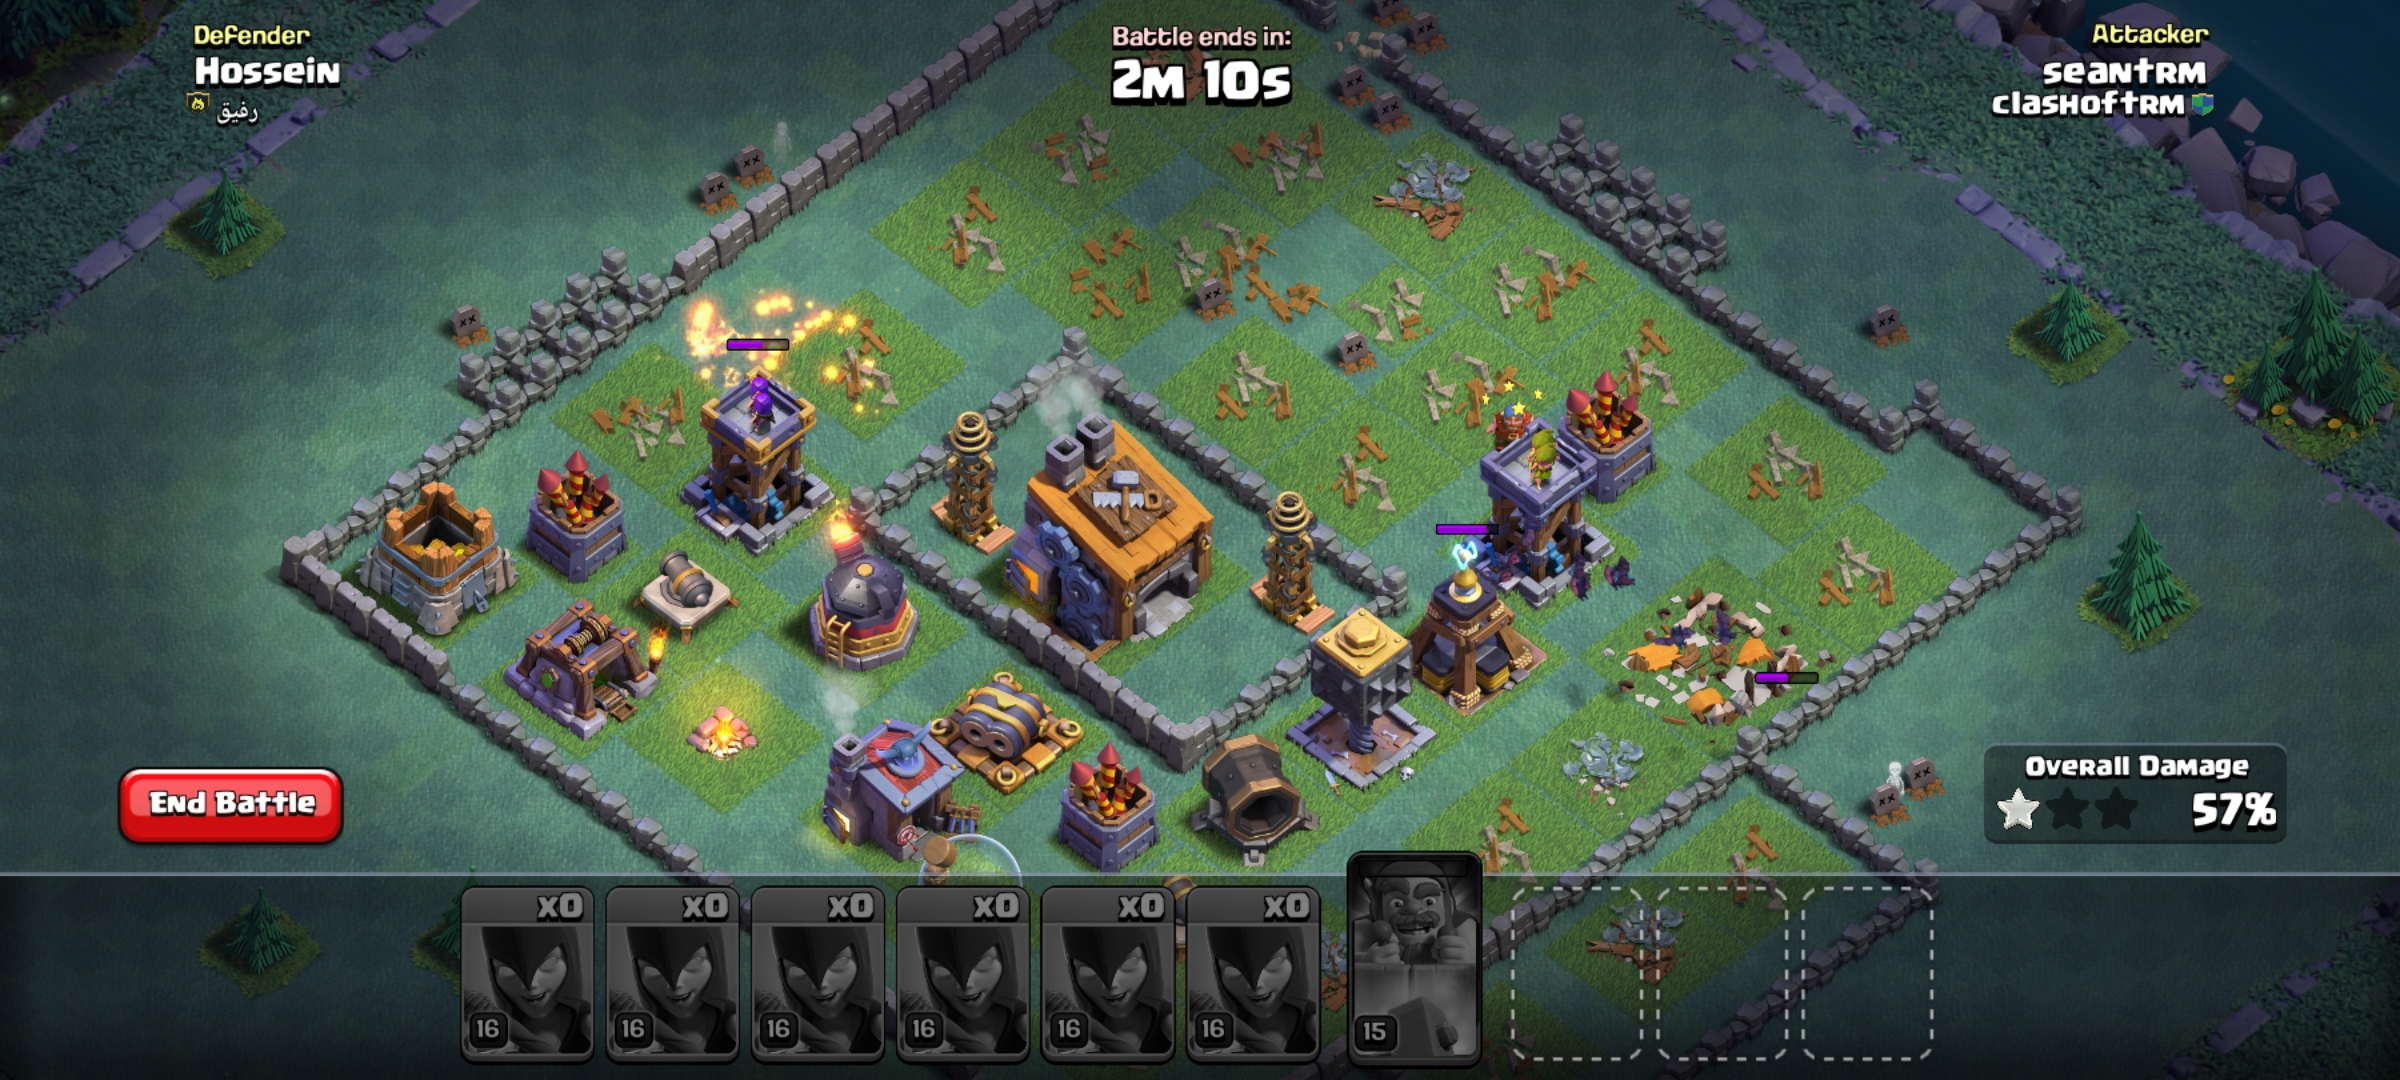 Defender
Hossein
رفیق
Battle ends in:
2M 10s
Attacker
seantRM
clashoftRM
End Battle
Overall Damage
57%
x0 x0 x0 x0 x0 x0
16 16 16 16 16 16 15